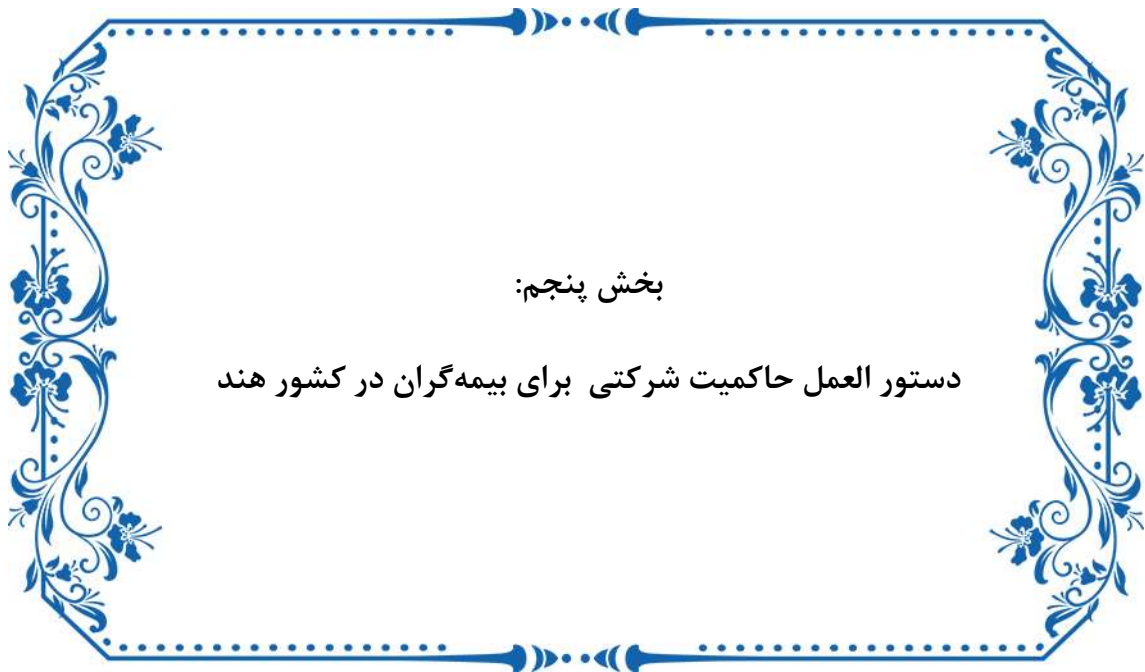 بخش پنجم:
دستور العمل حاکمیت شرکتی برای بیمه‌گران در کشور هند